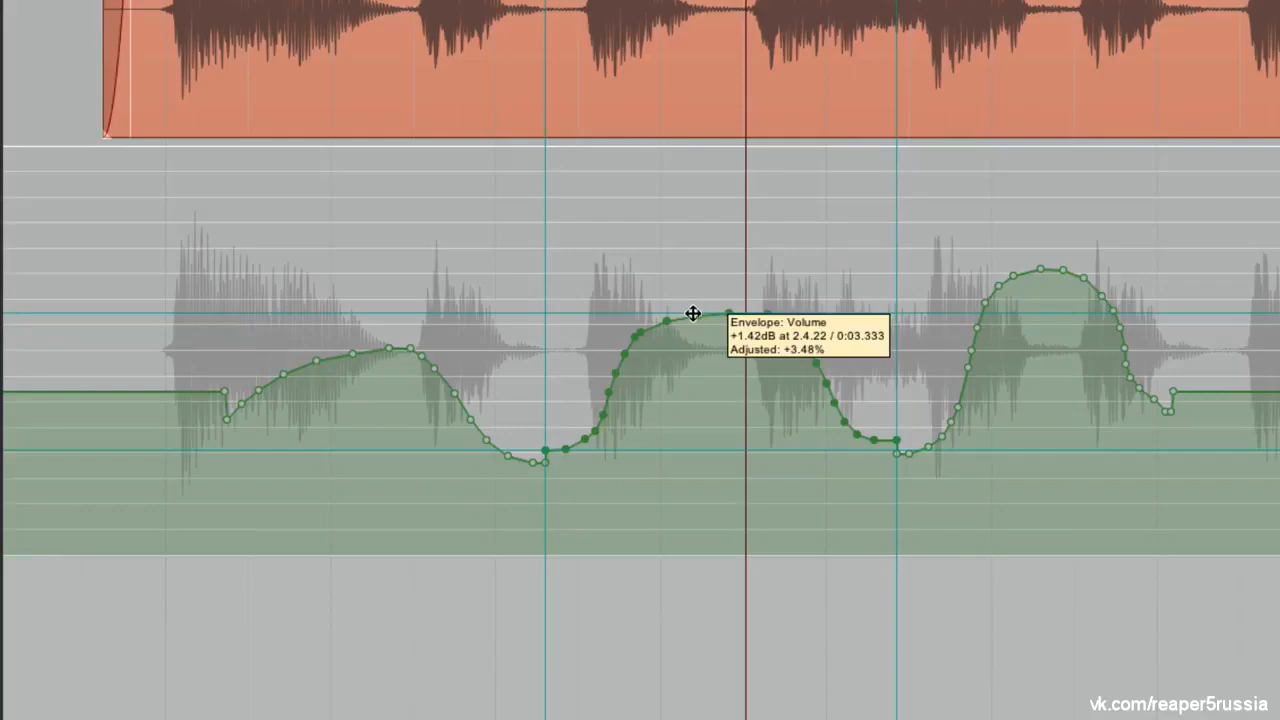 Envelope: Volume
+1.42dB at 2.4.22 / 0:03.333
Adjusted: +3.48%
vk.com/reaper5russia